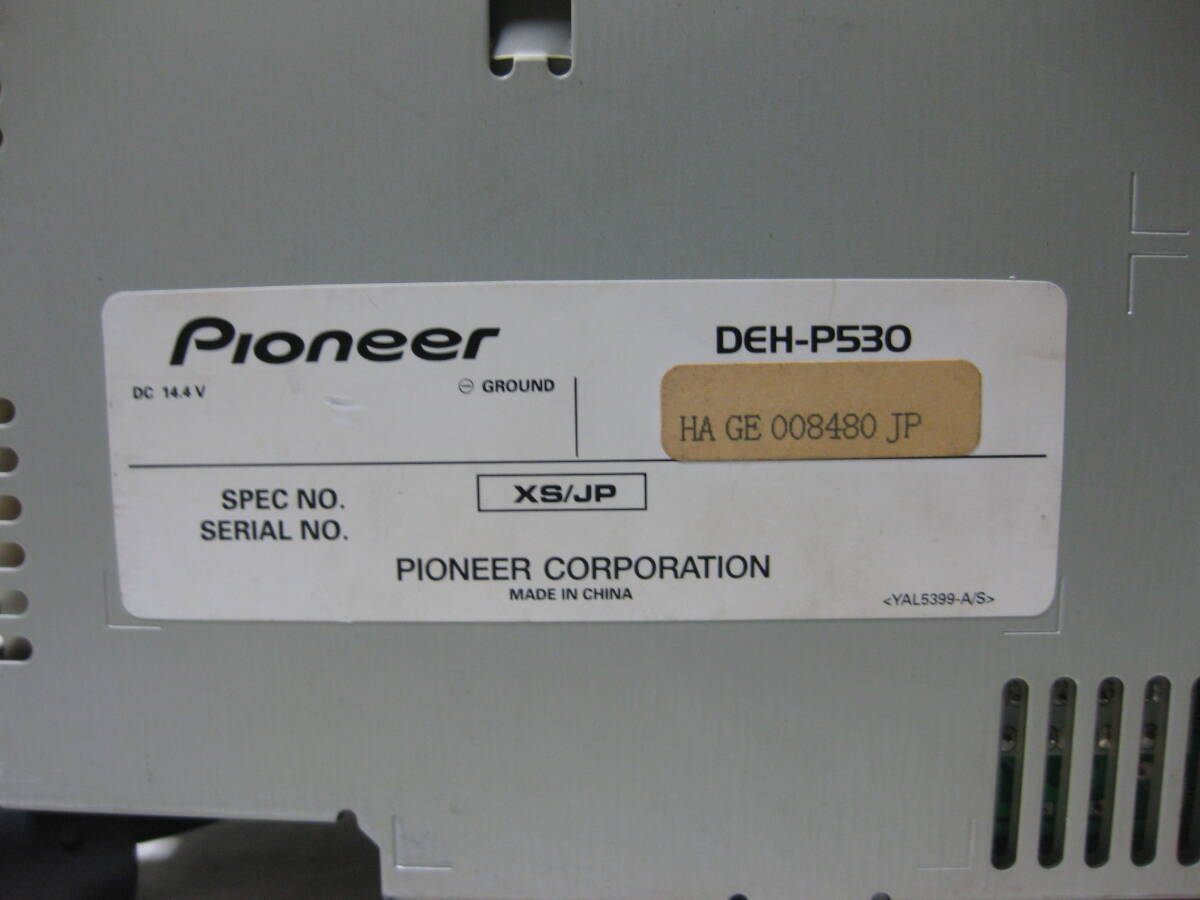 Pioneer
DEH-P530
DC 14.4 V
⊖ GROUND
HA GE 008480 JP
SPEC NO.
XS/JP
SERIAL NO.
PIONEER CORPORATION
MADE IN CHINA
<YAL5399-A/S>